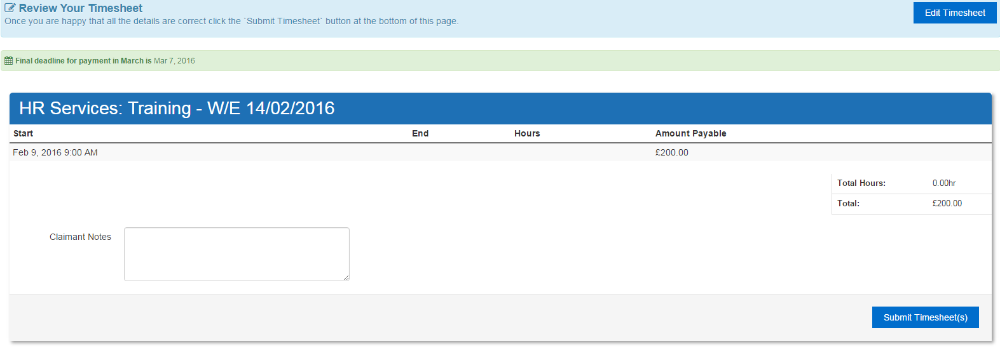 Review Your Timesheet
Edit Timesheet
Once you are happy that all the details are correct click the `Submit Timesheet` button at the bottom of this page.
Final deadline for payment in March is Mar 7, 2016
HR Services: Training - W/E 14/02/2016
Start End Hours Amount Payable
Feb 9, 2016 9:00 AM £200.00
Total Hours: 0.00hr
Total: £200.00
Claimant Notes
Submit Timesheet(s)